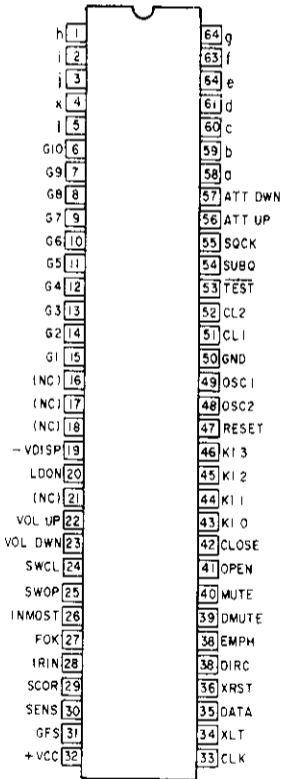 h 1 64 g
i 2 63 f
j 3 64 e
x 4 61 d
l 5 60 c
G10 6 59 b
G9 7 58 a
G8 8 57 ATT DWN
G7 9 56 ATT UP
G6 10 55 SQCK
G5 11 54 SUBQ
G4 12 53 TEST
G3 13 52 CL2
G2 14 51 CL1
G1 15 50 GND
(NC) 16 49 OSC1
(NC) 17 48 OSC2
(NC) 18 47 RESET
-VDISP 19 46 KI 3
LDON 20 45 KI 2
(NC) 21 44 KI 1
VOL UP 22 43 KI 0
VOL DWN 23 42 CLOSE
SWCL 24 41 OPEN
SWOP 25 40 MUTE
INMOST 26 39 DMUTE
FOK 27 38 EMPH
IRIN 28 38 DIRC
SCOR 29 36 XRST
SENS 30 35 DATA
GFS 31 34 XLT
+VCC 32 33 CLK